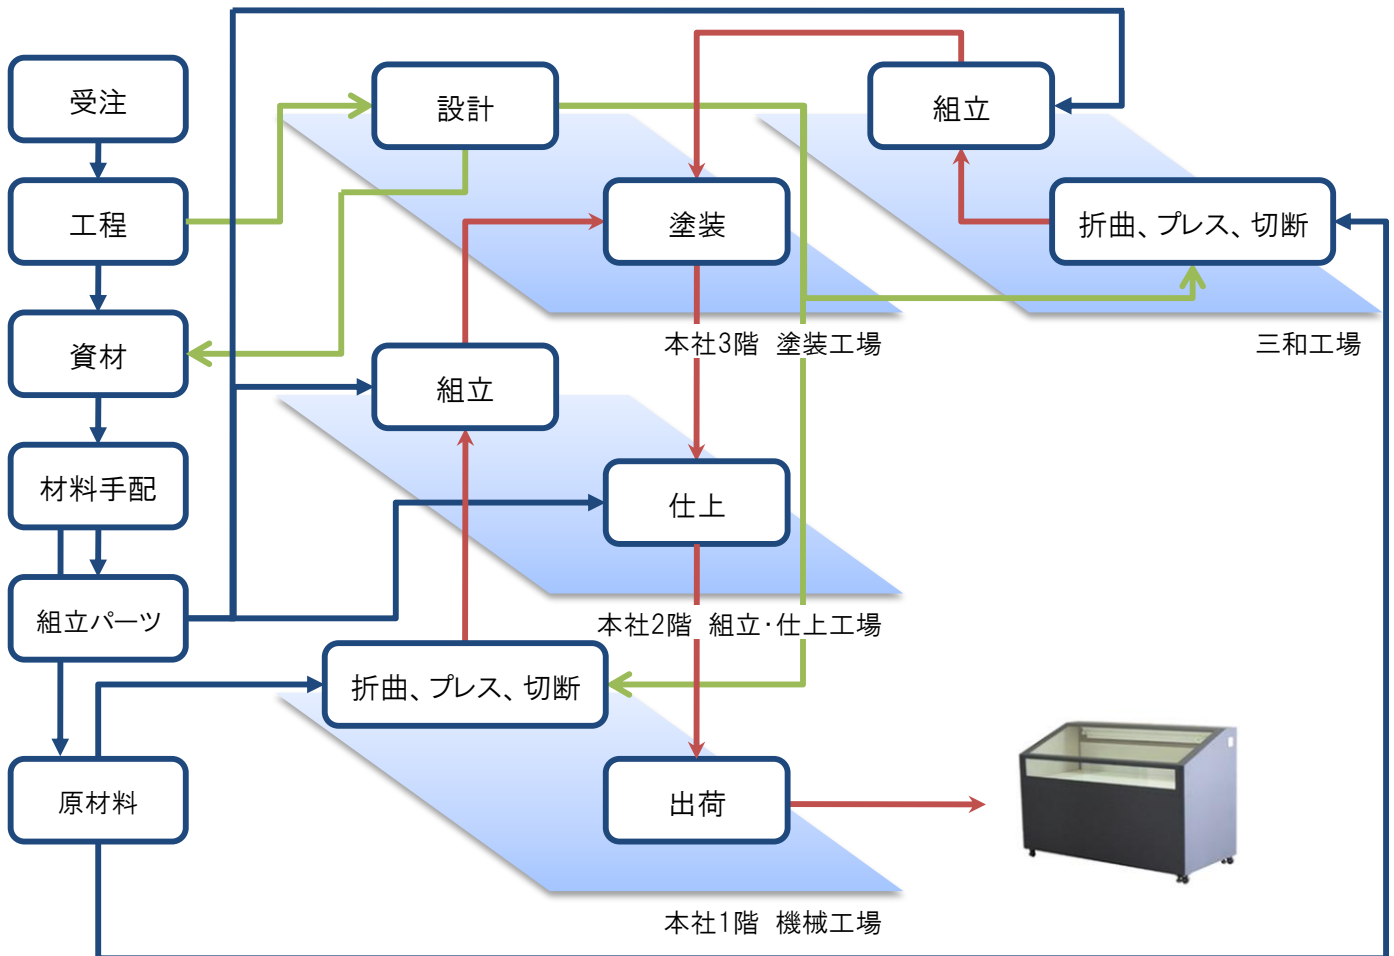 受注
設計
組立
工程
塗装
折曲、プレス、切断
本社3階 塗装工場
三和工場
資材
組立
材料手配
仕上
組立パーツ
本社2階 組立・仕上工場
折曲、プレス、切断
原材料
出荷
本社1階 機械工場